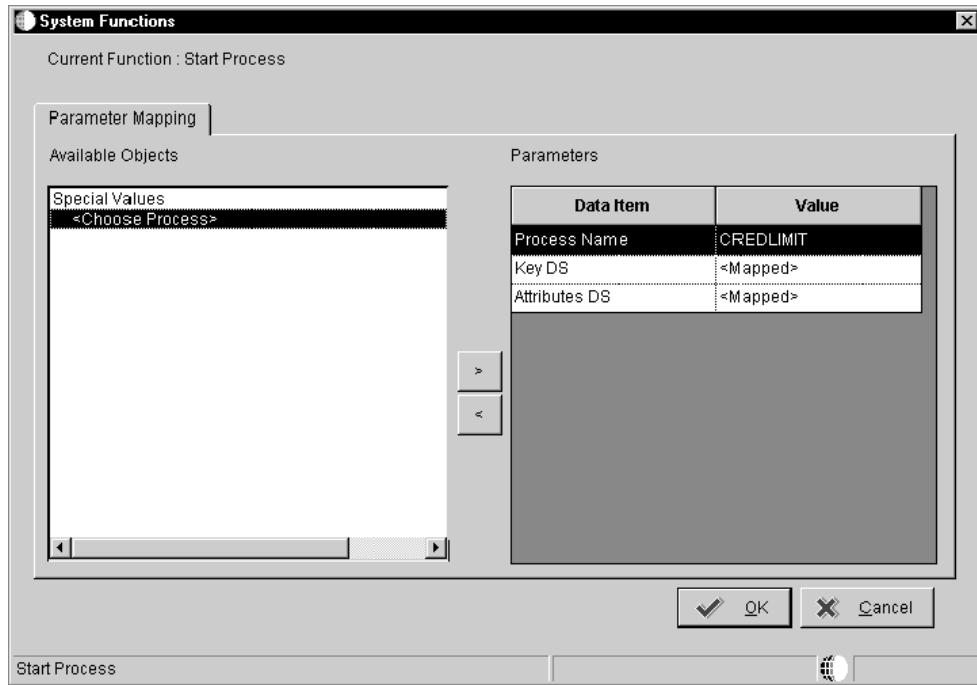 System Functions
Current Function : Start Process
Parameter Mapping
Available Objects
Special Values
<Choose Process>
>
<
Parameters
Data Item Value
Process Name CREDLIMIT
Key DS <Mapped>
Attributes DS <Mapped>
OK Cancel
Start Process